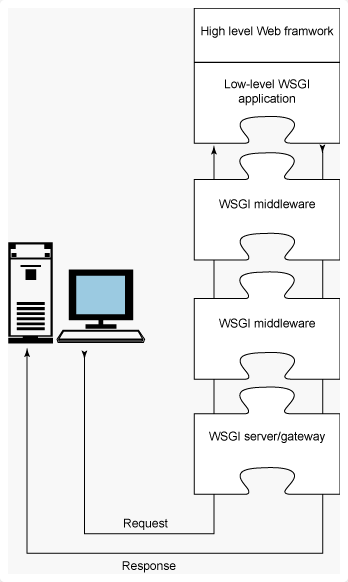 High level Web framwork
Low-level WSGI
application
WSGI middleware
WSGI middleware
WSGI server/gateway
Request
Response